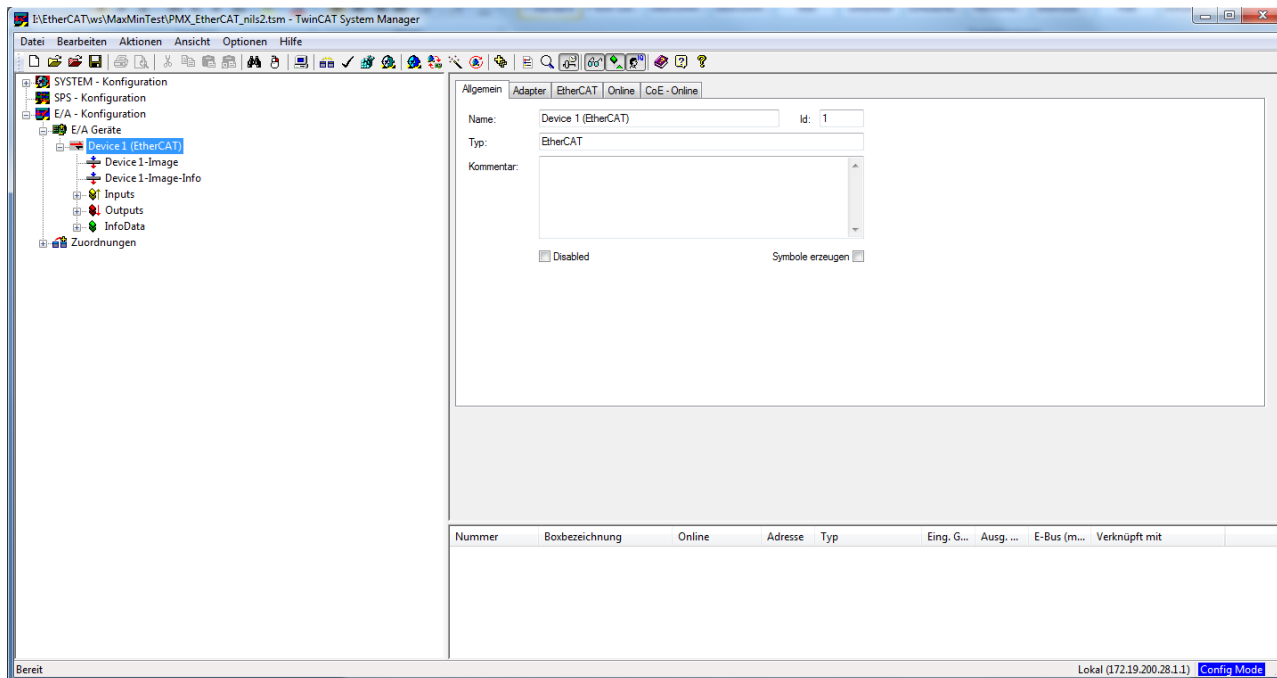 I:\EtherCAT\ws\MaxMinTest\PMX_EtherCAT_nils2.tsm - TwinCAT System Manager
Datei Bearbeiten Aktionen Ansicht Optionen Hilfe
SYSTEM - Konfiguration
SPS - Konfiguration
E/A - Konfiguration
E/A Geräte
Device 1 (EtherCAT)
Device 1-Image
Device 1-Image-Info
Inputs
Outputs
InfoData
Zuordnungen
Allgemein Adapter EtherCAT Online CoE - Online
Name: Device 1 (EtherCAT) Id: 1
Typ: EtherCAT
Kommentar:
Disabled Symbole erzeugen
Nummer Boxbezeichnung Online Adresse Typ Eing. G... Ausg. ... E-Bus (m... Verknüpft mit
Bereit Lokal (172.19.200.28.1.1) Config Mode